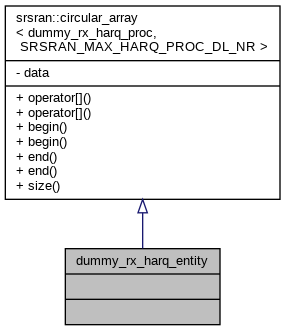 srsran::circular_array
< dummy_rx_harq_proc,
SRSRAN_MAX_HARQ_PROC_DL_NR >
- data
+ operator[]()
+ operator[]()
+ begin()
+ begin()
+ end()
+ end()
+ size()
dummy_rx_harq_entity